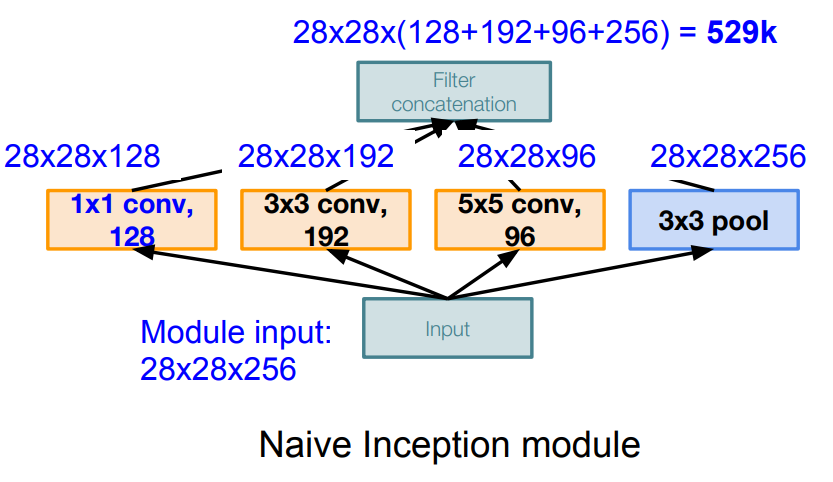 28x28x(128+192+96+256) = 529k
Filter
concatenation
28x28x128
28x28x192
28x28x96
28x28x256
1x1 conv,
128
3x3 conv,
192
5x5 conv,
96
3x3 pool
Input
Module input:
28x28x256
Naive Inception module